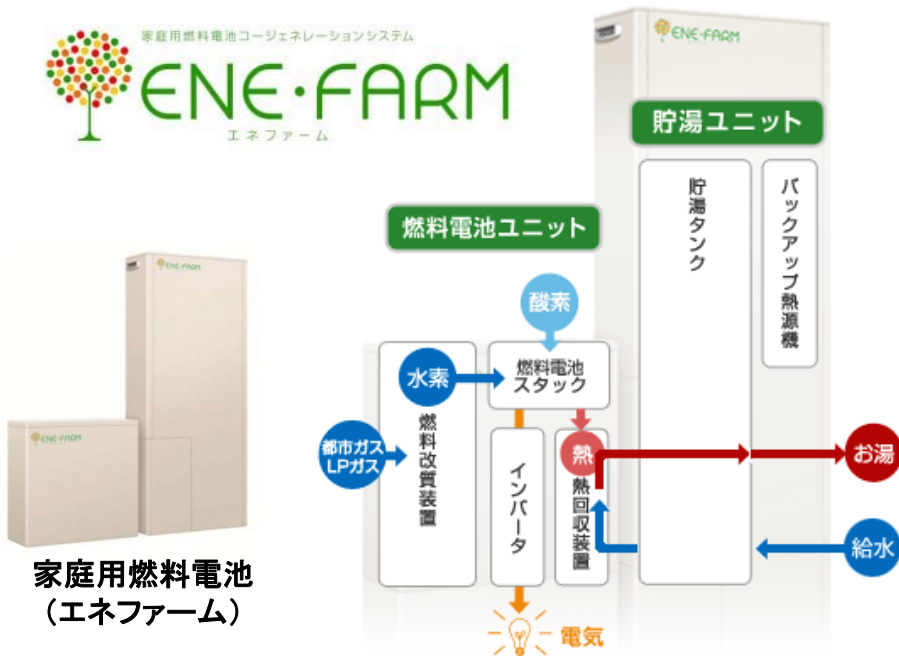 家庭用燃料電池コージェネレーションシステム
ENE・FARM
エネファーム
ENE・FARM
貯湯ユニット
貯湯タンク
バックアップ熱源機
燃料電池ユニット
酸素
水素
燃料電池
スタック
都市ガス
LPガス
燃料改質装置
インバータ
熱
熱回収装置
お湯
給水
電気
ENE・FARM
ENE・FARM
家庭用燃料電池
（エネファーム）